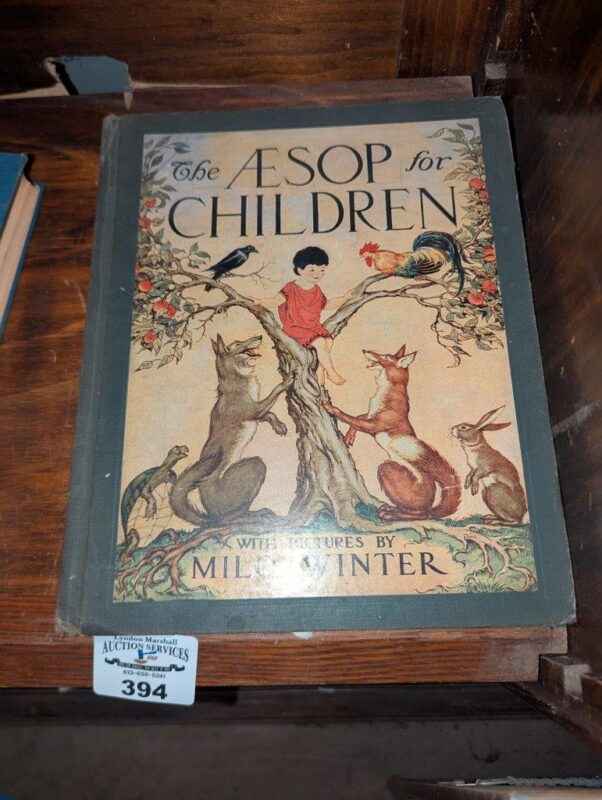 The ÆSOP for
CHILDREN
WITH PICTURES BY
MILO WINTER
Lyndon Marshall
AUCTION SERVICES
394